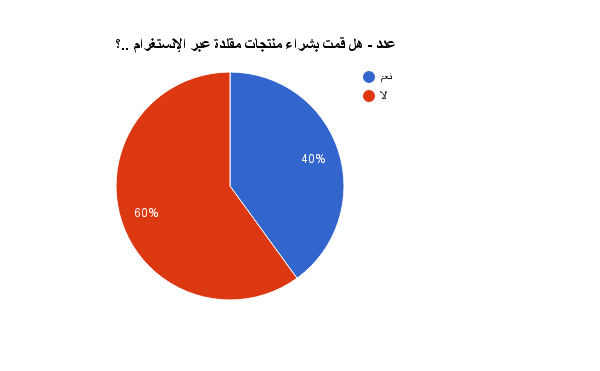 عدد - هل قمت بشراء منتجات مقلدة عبر الإنستغرام ..؟
نعم
لا
40%
60%